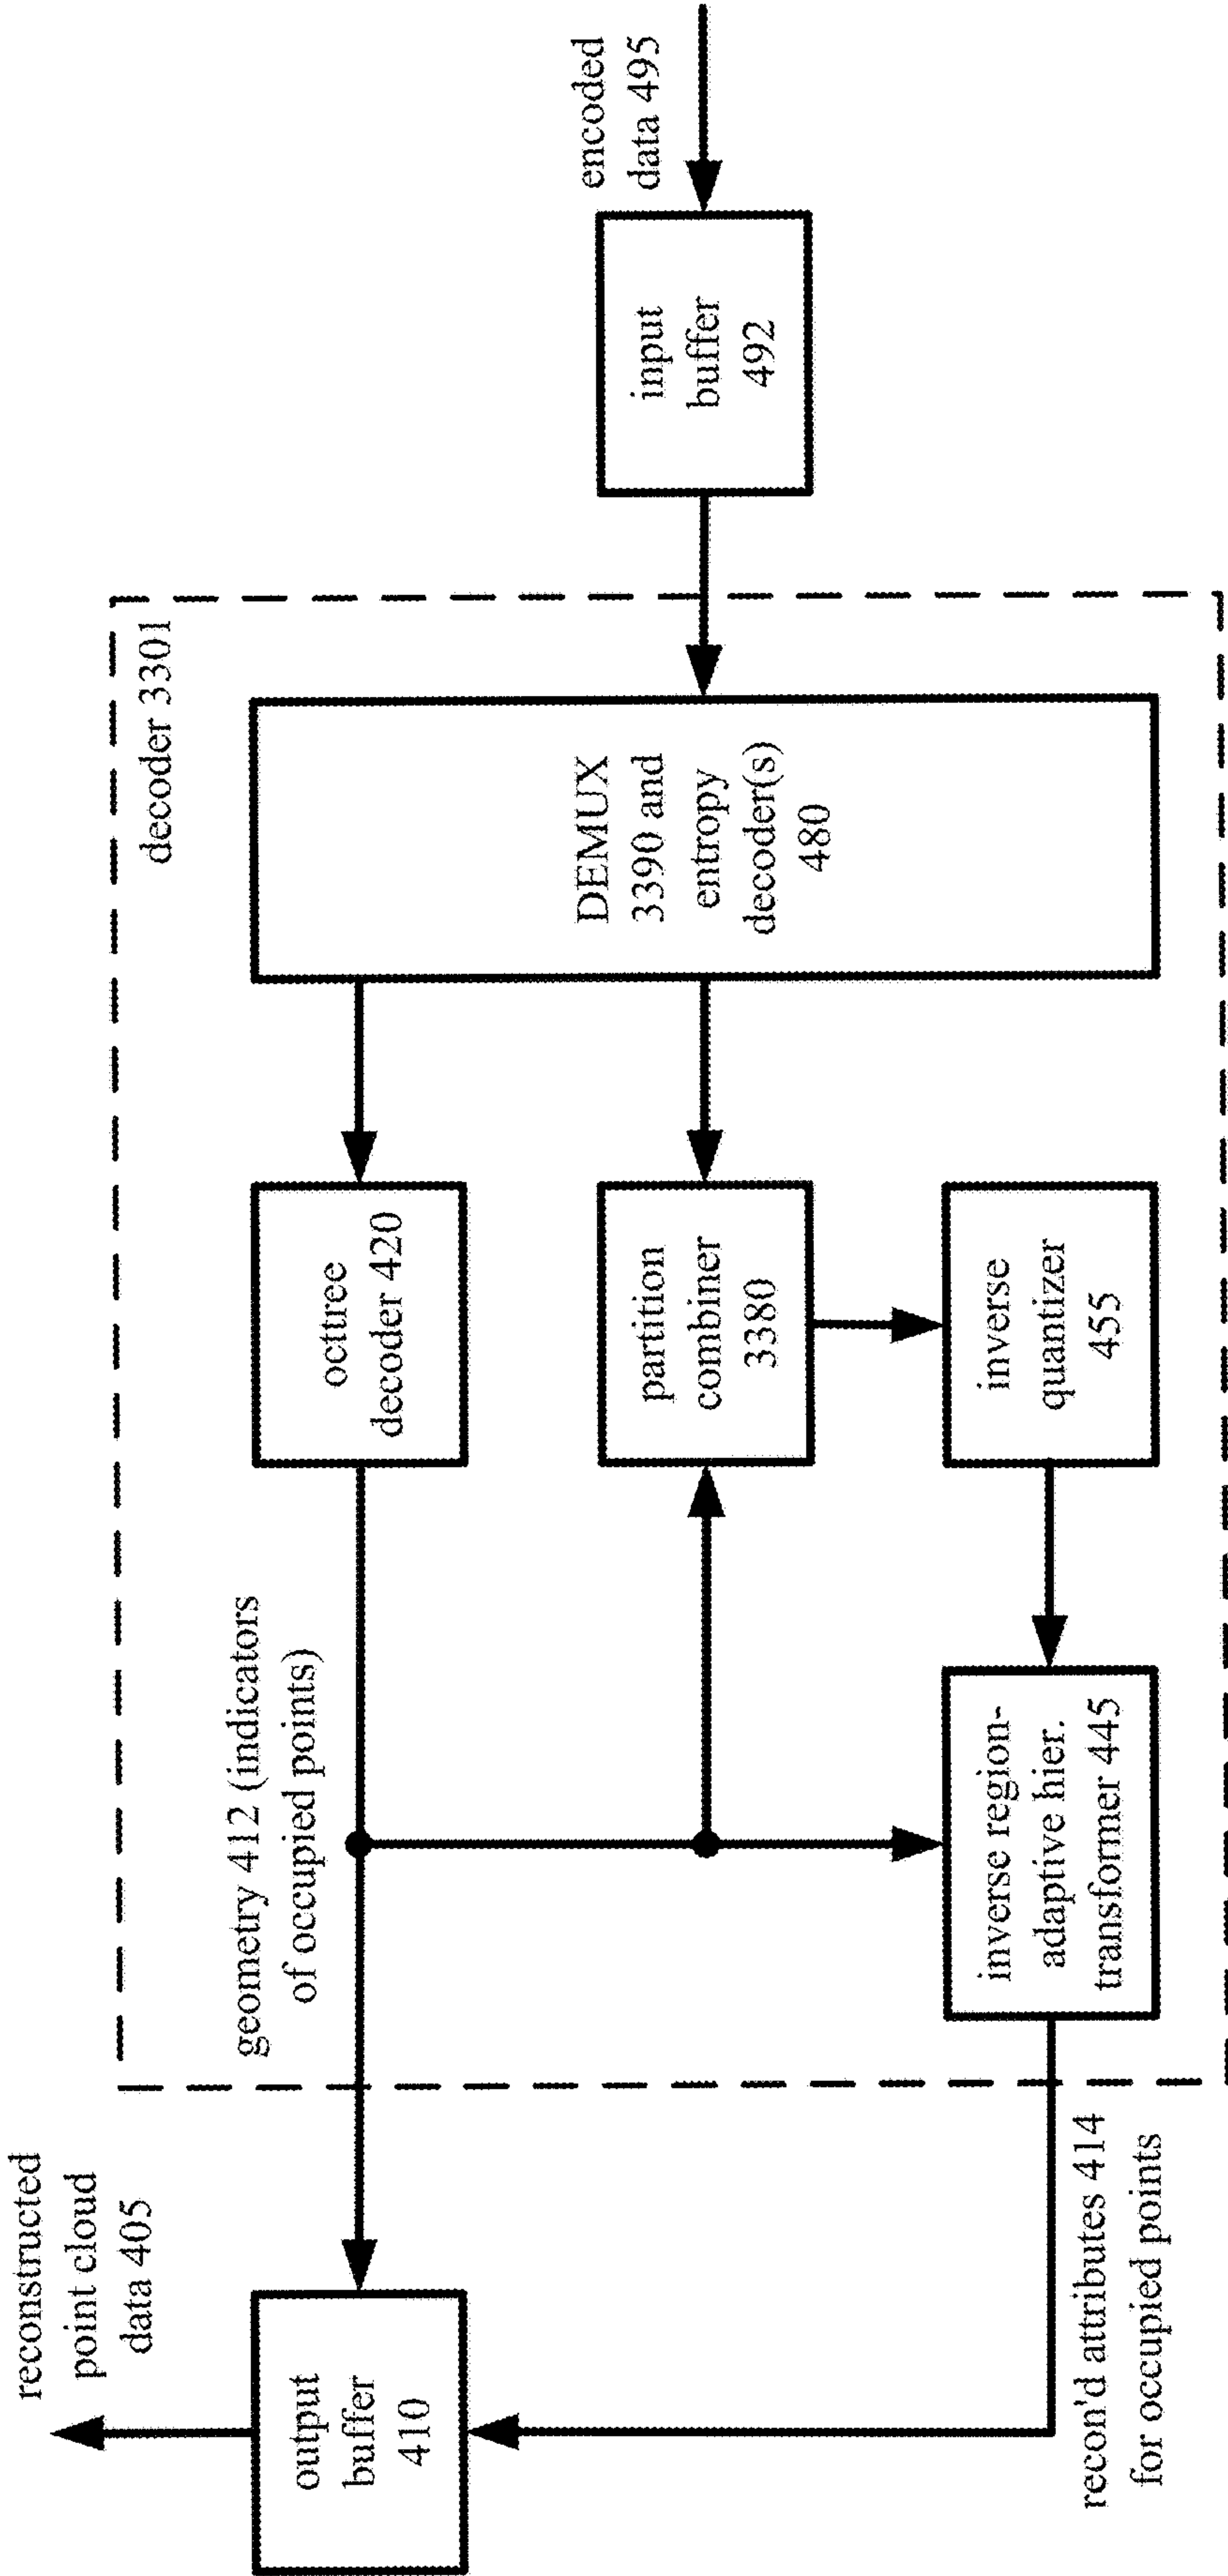 reconstructed
point cloud
data 405
output
buffer
410
geometry 412 (indicators
of occupied points)
recon'd attributes 414
for occupied points
inverse region-
adaptive hier.
transformer 445
octree
decoder 420
partition
combiner
3380
inverse
quantizer
455
decoder 3301
DEMUX
3390 and
entropy
decoder(s)
480
input
buffer
492
encoded
data 495